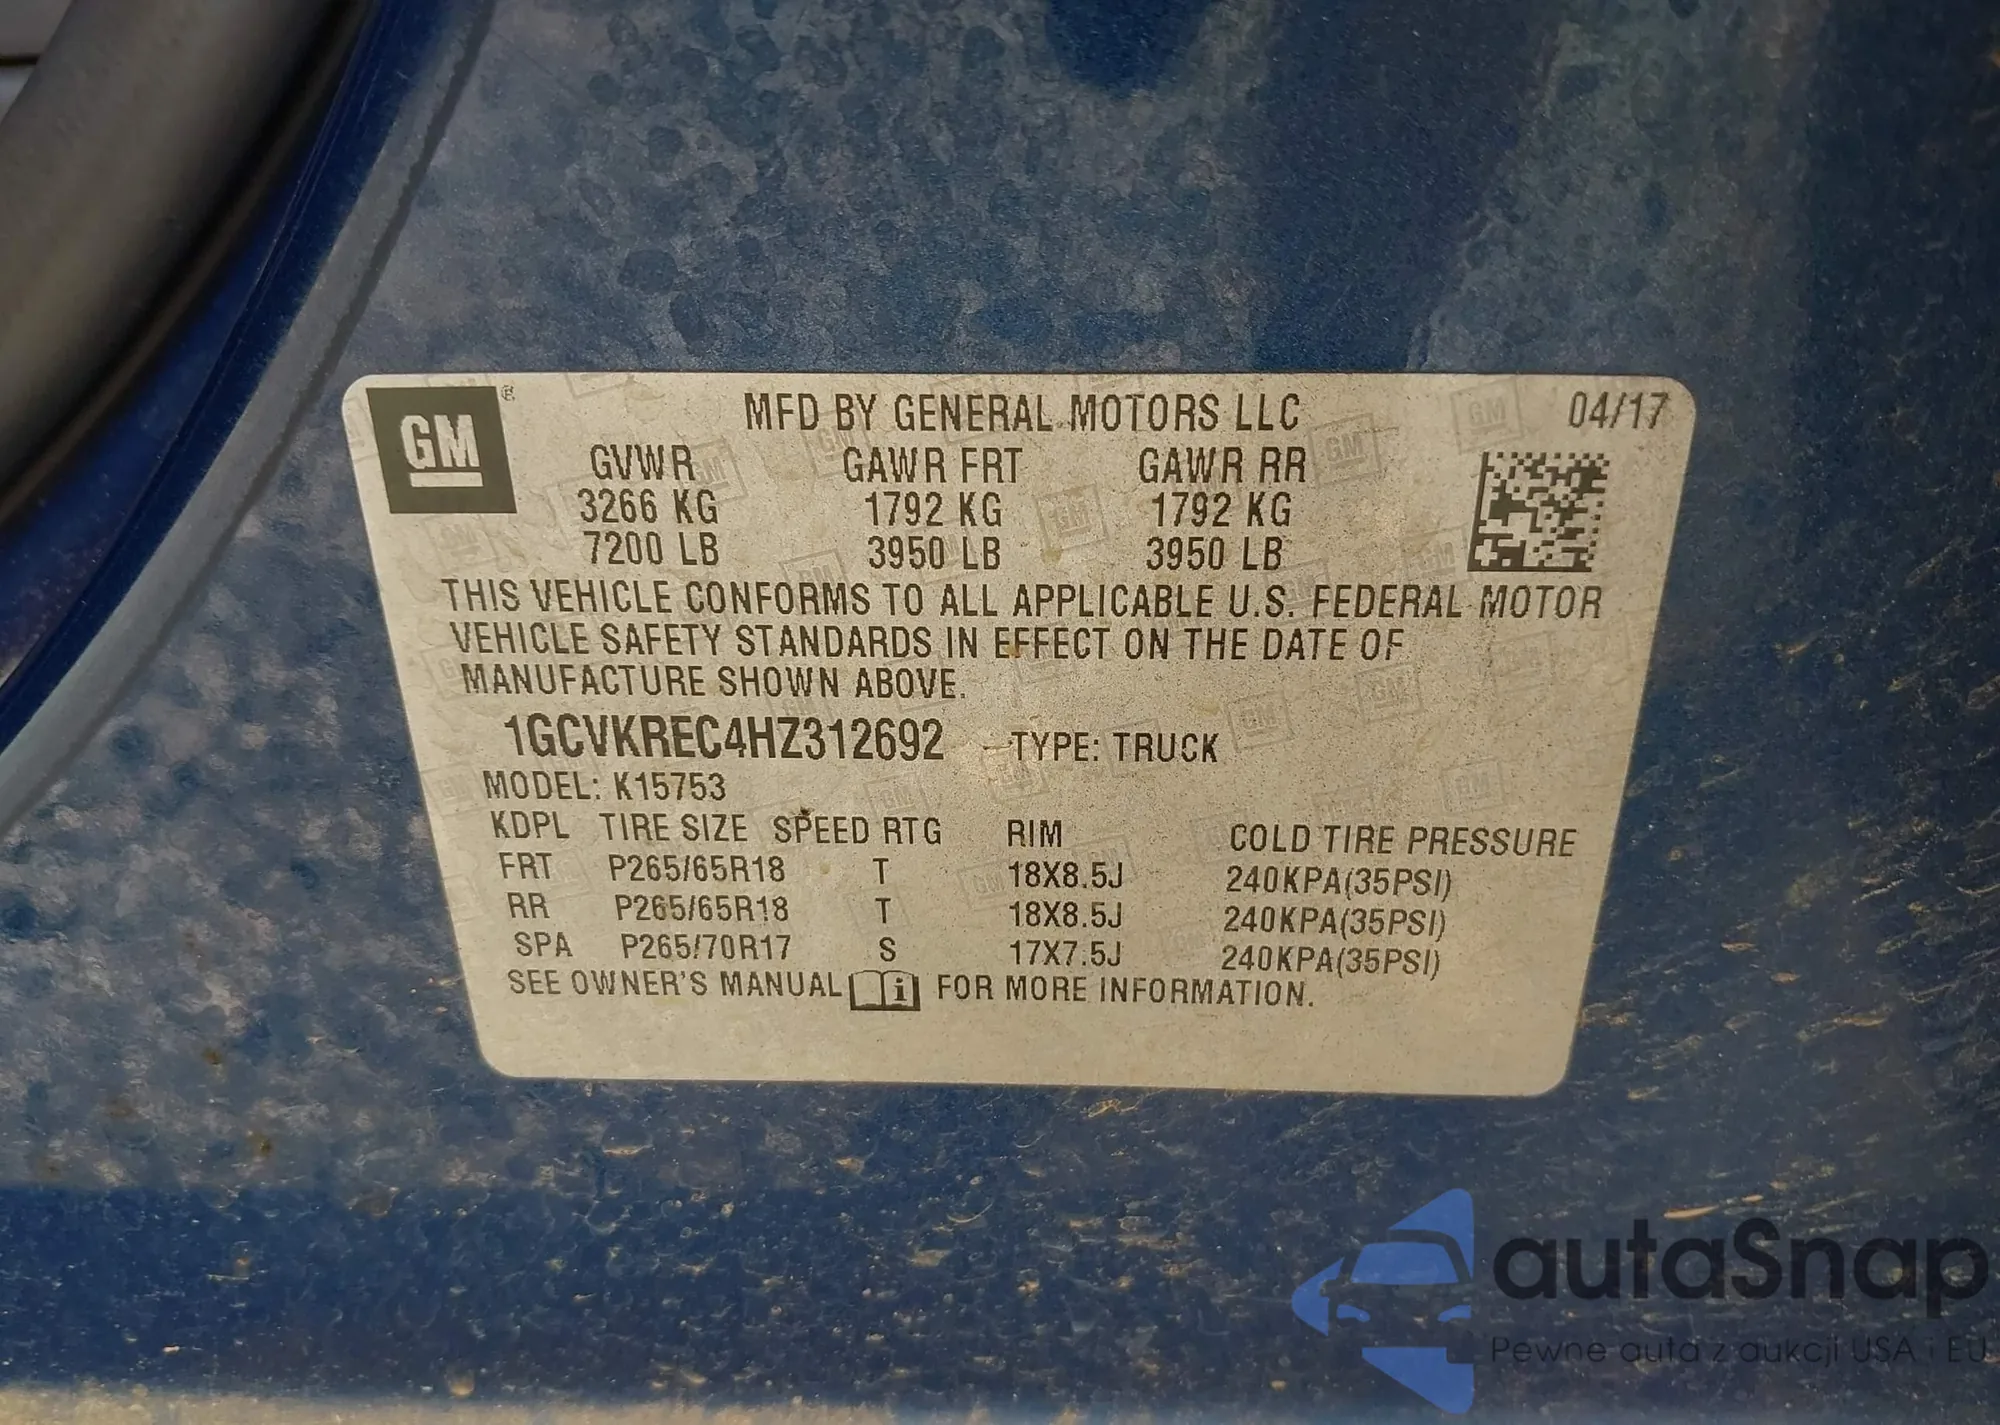 GM ®
MFD BY GENERAL MOTORS LLC 04/17
GVWR GAWR FRT GAWR RR
3266 KG 1792 KG 1792 KG
7200 LB 3950 LB 3950 LB
THIS VEHICLE CONFORMS TO ALL APPLICABLE U.S. FEDERAL MOTOR
VEHICLE SAFETY STANDARDS IN EFFECT ON THE DATE OF
MANUFACTURE SHOWN ABOVE.
1GCVKREC4HZ312692 TYPE: TRUCK
MODEL: K15753
KDPL TIRE SIZE SPEED RTG RIM COLD TIRE PRESSURE
FRT P265/65R18 T 18X8.5J 240KPA(35PSI)
RR P265/65R18 T 18X8.5J 240KPA(35PSI)
SPA P265/70R17 S 17X7.5J 240KPA(35PSI)
SEE OWNER'S MANUAL FOR MORE INFORMATION.
autaSnap
Pewne auta z aukcji USA i EU